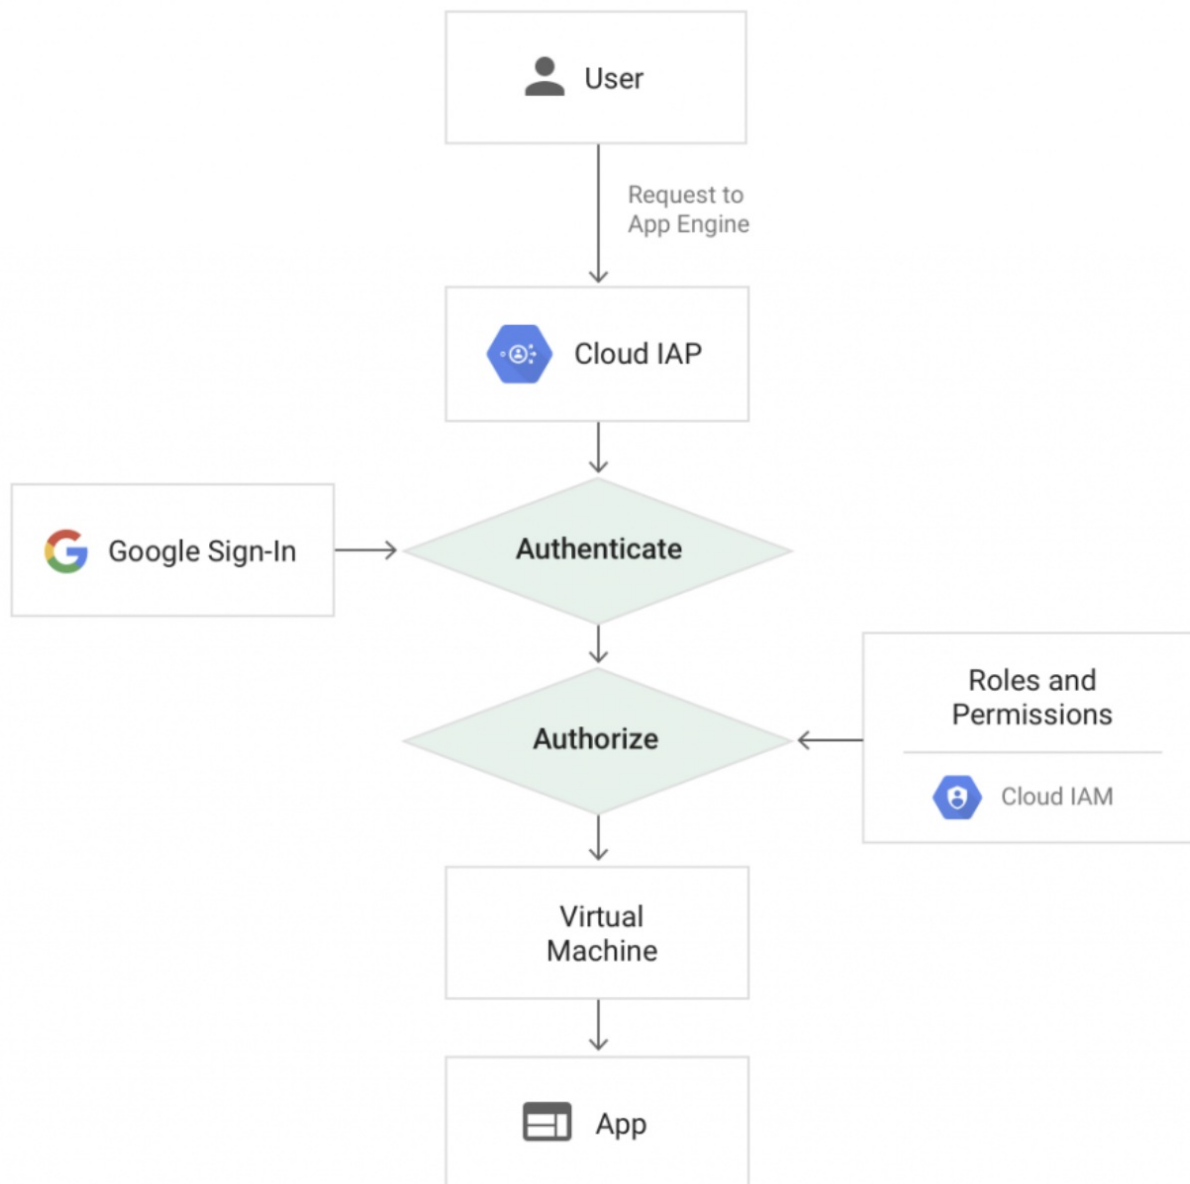 User
Request to
App Engine
Cloud IAP
Google Sign-In
Authenticate
Roles and
Permissions
Authorize
Cloud IAM
Virtual
Machine
App